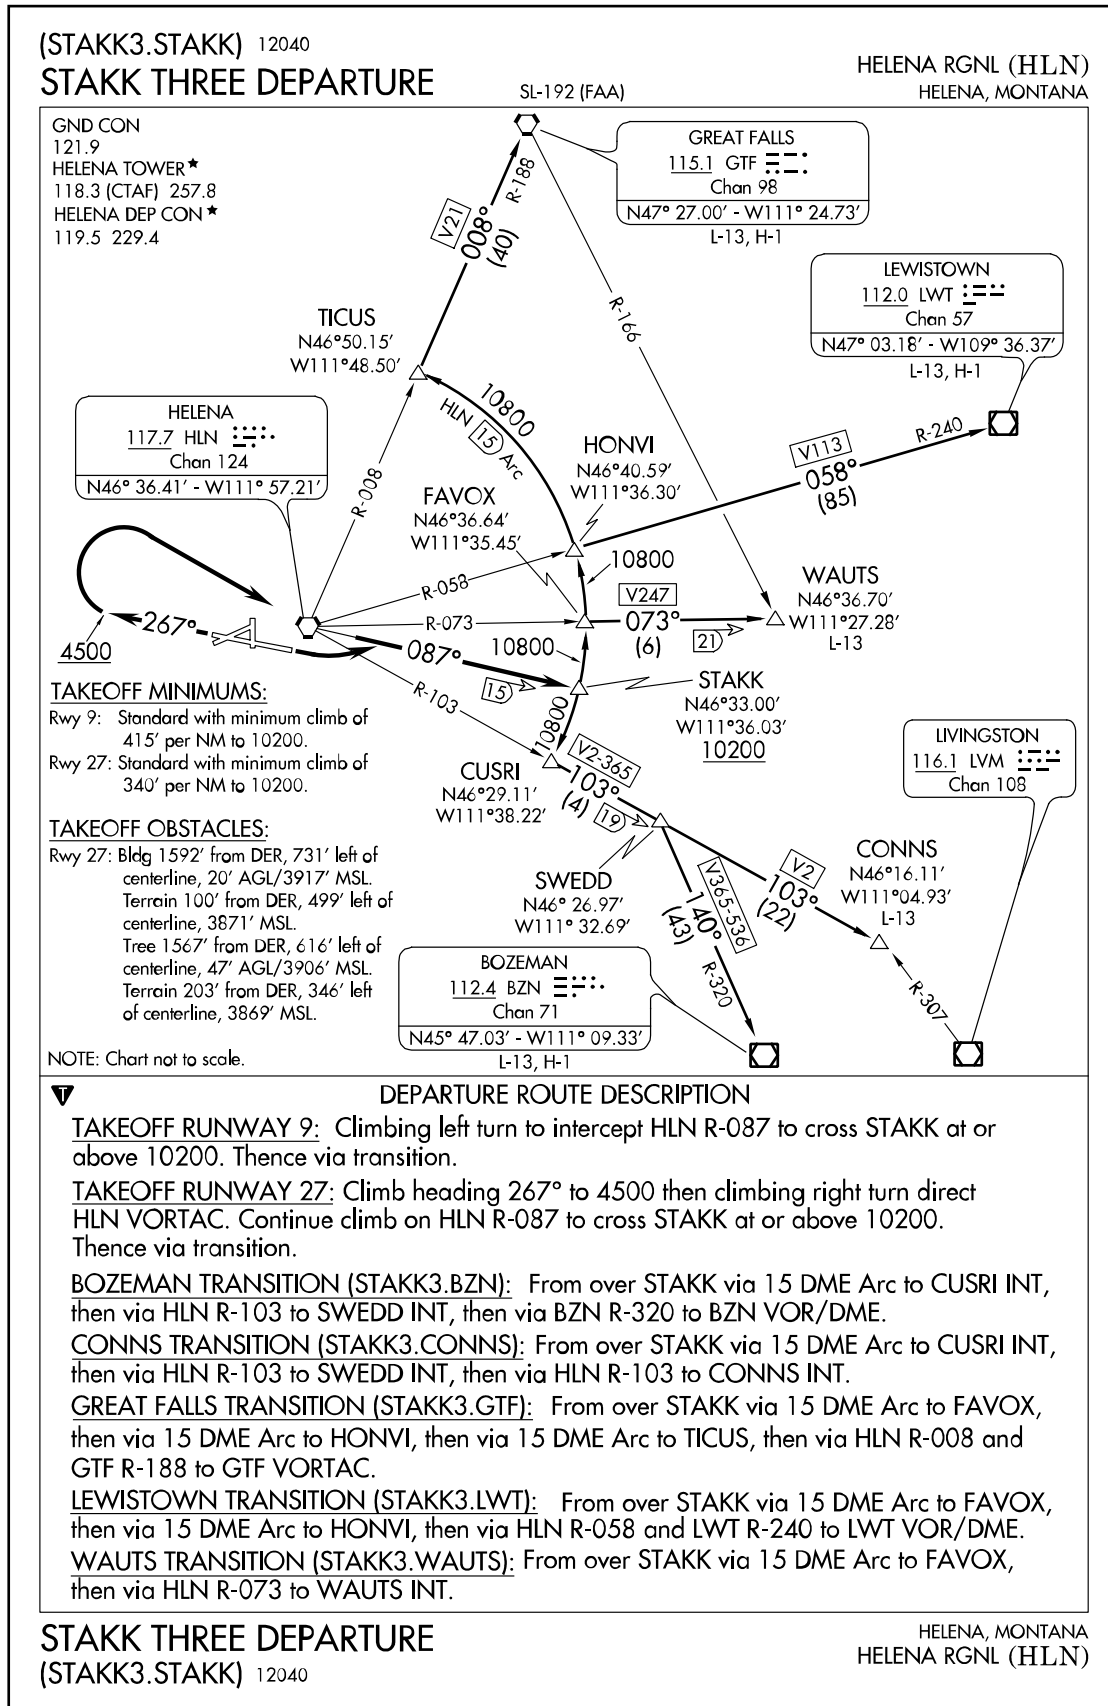 (STAKK3.STAKK) 12040
STAKK THREE DEPARTURE
SL-192 (FAA)
HELENA RGNL (HLN)
HELENA, MONTANA
GND CON
121.9
HELENA TOWER★
118.3 (CTAF) 257.8
HELENA DEP CON★
119.5 229.4
GREAT FALLS
115.1 GTF
Chan 98
N47° 27.00' - W111° 24.73'
L-13, H-1
R-188
V21
008°
(40)
R-166
LEWISTOWN
112.0 LWT
Chan 57
N47° 03.18' - W109° 36.37'
L-13, H-1
TICUS
N46°50.15'
W111°48.50'
10800
HLN 15 Arc
HELENA
117.7 HLN
Chan 124
N46° 36.41' - W111° 57.21'
R-008
HONVI
N46°40.59'
W111°36.30'
V113
058°
(85)
R-240
FAVOX
N46°36.64'
W111°35.45'
R-058
10800
R-073
V247
073°
(6)
21
WAUTS
N46°36.70'
W111°27.28'
L-13
267°
4500
087°
15
10800
R-103
10800
STAKK
N46°33.00'
W111°36.03'
10200
TAKEOFF MINIMUMS:
Rwy 9: Standard with minimum climb of
415' per NM to 10200.
Rwy 27: Standard with minimum climb of
340' per NM to 10200.
CUSRI
N46°29.11'
W111°38.22'
V2-365
103°
(4)
19
LIVINGSTON
116.1 LVM
Chan 108
TAKEOFF OBSTACLES:
Rwy 27: Bldg 1592' from DER, 731' left of
centerline, 20' AGL/3917' MSL.
Terrain 100' from DER, 499' left of
centerline, 3871' MSL.
Tree 1567' from DER, 616' left of
centerline, 47' AGL/3906' MSL.
Terrain 203' from DER, 346' left
of centerline, 3869' MSL.
SWEDD
N46° 26.97'
W111° 32.69'
V365-536
140°
(43)
R-320
V2
103°
(22)
CONNS
N46°16.11'
W111°04.93'
L-13
R-307
BOZEMAN
112.4 BZN
Chan 71
N45° 47.03' - W111° 09.33'
L-13, H-1
NOTE: Chart not to scale.
T
DEPARTURE ROUTE DESCRIPTION
TAKEOFF RUNWAY 9: Climbing left turn to intercept HLN R-087 to cross STAKK at or
above 10200. Thence via transition.
TAKEOFF RUNWAY 27: Climb heading 267° to 4500 then climbing right turn direct
HLN VORTAC. Continue climb on HLN R-087 to cross STAKK at or above 10200.
Thence via transition.
BOZEMAN TRANSITION (STAKK3.BZN): From over STAKK via 15 DME Arc to CUSRI INT,
then via HLN R-103 to SWEDD INT, then via BZN R-320 to BZN VOR/DME.
CONNS TRANSITION (STAKK3.CONNS): From over STAKK via 15 DME Arc to CUSRI INT,
then via HLN R-103 to SWEDD INT, then via HLN R-103 to CONNS INT.
GREAT FALLS TRANSITION (STAKK3.GTF): From over STAKK via 15 DME Arc to FAVOX,
then via 15 DME Arc to HONVI, then via 15 DME Arc to TICUS, then via HLN R-008 and
GTF R-188 to GTF VORTAC.
LEWISTOWN TRANSITION (STAKK3.LWT): From over STAKK via 15 DME Arc to FAVOX,
then via 15 DME Arc to HONVI, then via HLN R-058 and LWT R-240 to LWT VOR/DME.
WAUTS TRANSITION (STAKK3.WAUTS): From over STAKK via 15 DME Arc to FAVOX,
then via HLN R-073 to WAUTS INT.
STAKK THREE DEPARTURE
(STAKK3.STAKK) 12040
HELENA, MONTANA
HELENA RGNL (HLN)